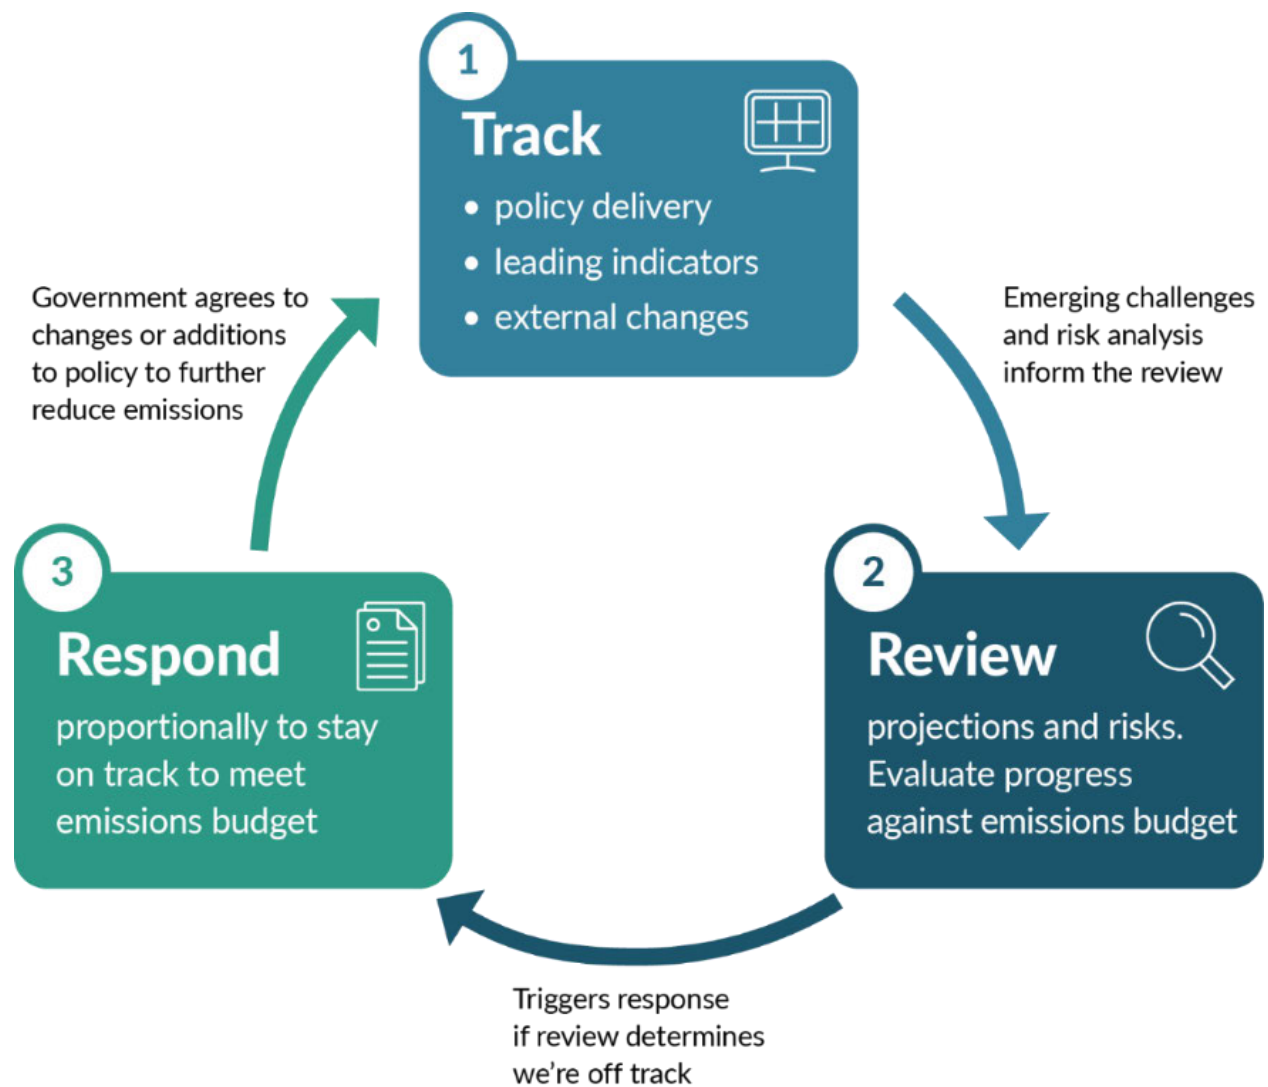 1
Track
• policy delivery
• leading indicators
• external changes
Emerging challenges
and risk analysis
inform the review
2
Review
projections and risks.
Evaluate progress
against emissions budget
Triggers response
if review determines
we're off track
3
Respond
proportionally to stay
on track to meet
emissions budget
Government agrees to
changes or additions
to policy to further
reduce emissions